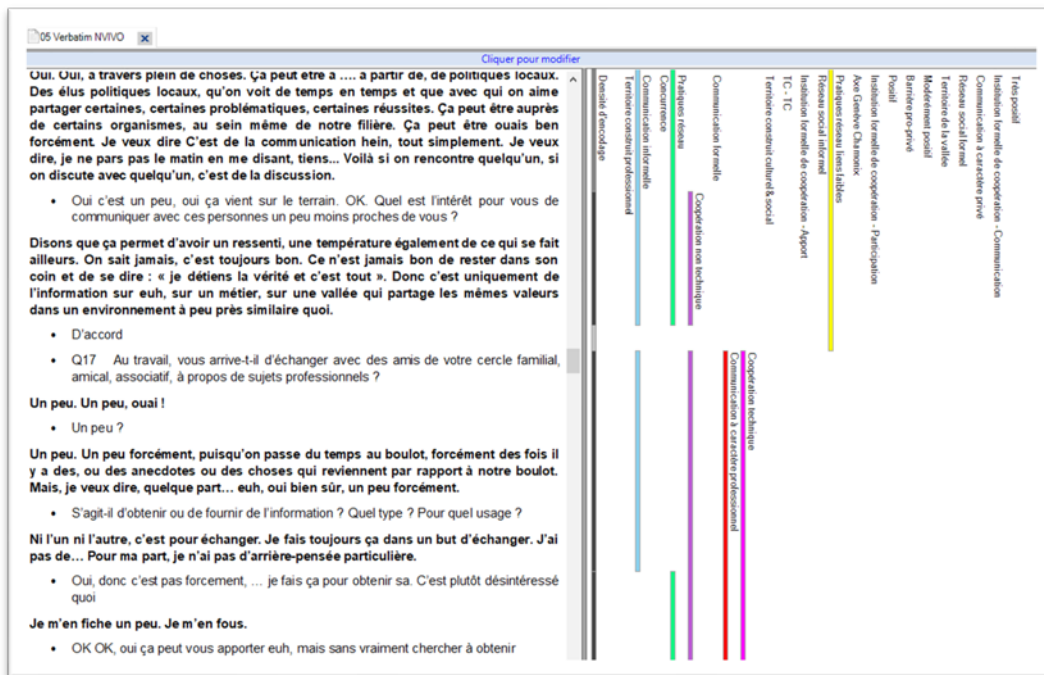 05 Verbatim NVIVO
Cliquer pour modifier
Oui. Oui, à travers plein de choses. Ça peut être à .... à partir de, de politiques locaux.
Des élus politiques locaux, qu'on voit de temps en temps et que avec qui on aime
partager certaines, certaines problématiques, certaines réussites. Ça peut être auprès
de certains organismes, au sein même de notre filière. Ça peut être ouais ben
forcément. Je veux dire C'est de la communication hein, tout simplement. Je veux
dire, je ne pars pas le matin en me disant, tiens... Voilà si on rencontre quelqu'un, si
on discute avec quelqu'un, c'est de la discussion.
• Oui c'est un peu, oui ça vient sur le terrain. OK. Quel est l'intérêt pour vous de
communiquer avec ces personnes un peu moins proches de vous ?
Disons que ça permet d'avoir un ressenti, une température également de ce qui se fait
ailleurs. On sait jamais, c'est toujours bon. Ce n'est jamais bon de rester dans son
coin et de se dire : « je détiens la vérité et c'est tout ». Donc c'est uniquement de
l'information sur euh, sur un métier, sur une vallée qui partage les mêmes valeurs
dans un environnement à peu près similaire quoi.
• D'accord
• Q17 Au travail, vous arrive-t-il d'échanger avec des amis de votre cercle familial,
amical, associatif, à propos de sujets professionnels ?
Un peu. Un peu, ouai !
• Un peu ?
Un peu. Un peu forcément, puisqu'on passe du temps au boulot, forcément des fois il
y a des, ou des anecdotes ou des choses qui reviennent par rapport à notre boulot.
Mais, je veux dire, quelque part… euh, oui bien sûr, un peu forcément.
• S'agit-il d'obtenir ou de fournir de l'information ? Quel type ? Pour quel usage ?
Ni l'un ni l'autre, c'est pour échanger. Je fais toujours ça dans un but d'échanger. J'ai
pas de… Pour ma part, je n'ai pas d'arrière-pensée particulière.
• Oui, donc c'est pas forcement, … je fais ça pour obtenir sa. C'est plutôt désintéressé
quoi
Je m'en fiche un peu. Je m'en fous.
• OK OK, oui ça peut vous apporter euh, mais sans vraiment chercher à obtenir
Densité d'encodage
Territoire construit professionnel
Communication informelle
Concurrence
Pratiques réseau
Coopération non technique
Communication formelle
Communication à caractère professionnel
Coopération technique
Territoire construit culturel & social
TC - TC
Institution formelle de coopération - Apport
Réseau social informel
Pratiques réseau liens faibles
Axe Genève Chamonix
Institution formelle de coopération - Participation
Positif
Barrière pro-privé
Modérément positif
Territoire de la vallée
Réseau social formel
Communication à caractère privé
Institution formelle de coopération - Communication
Très positif